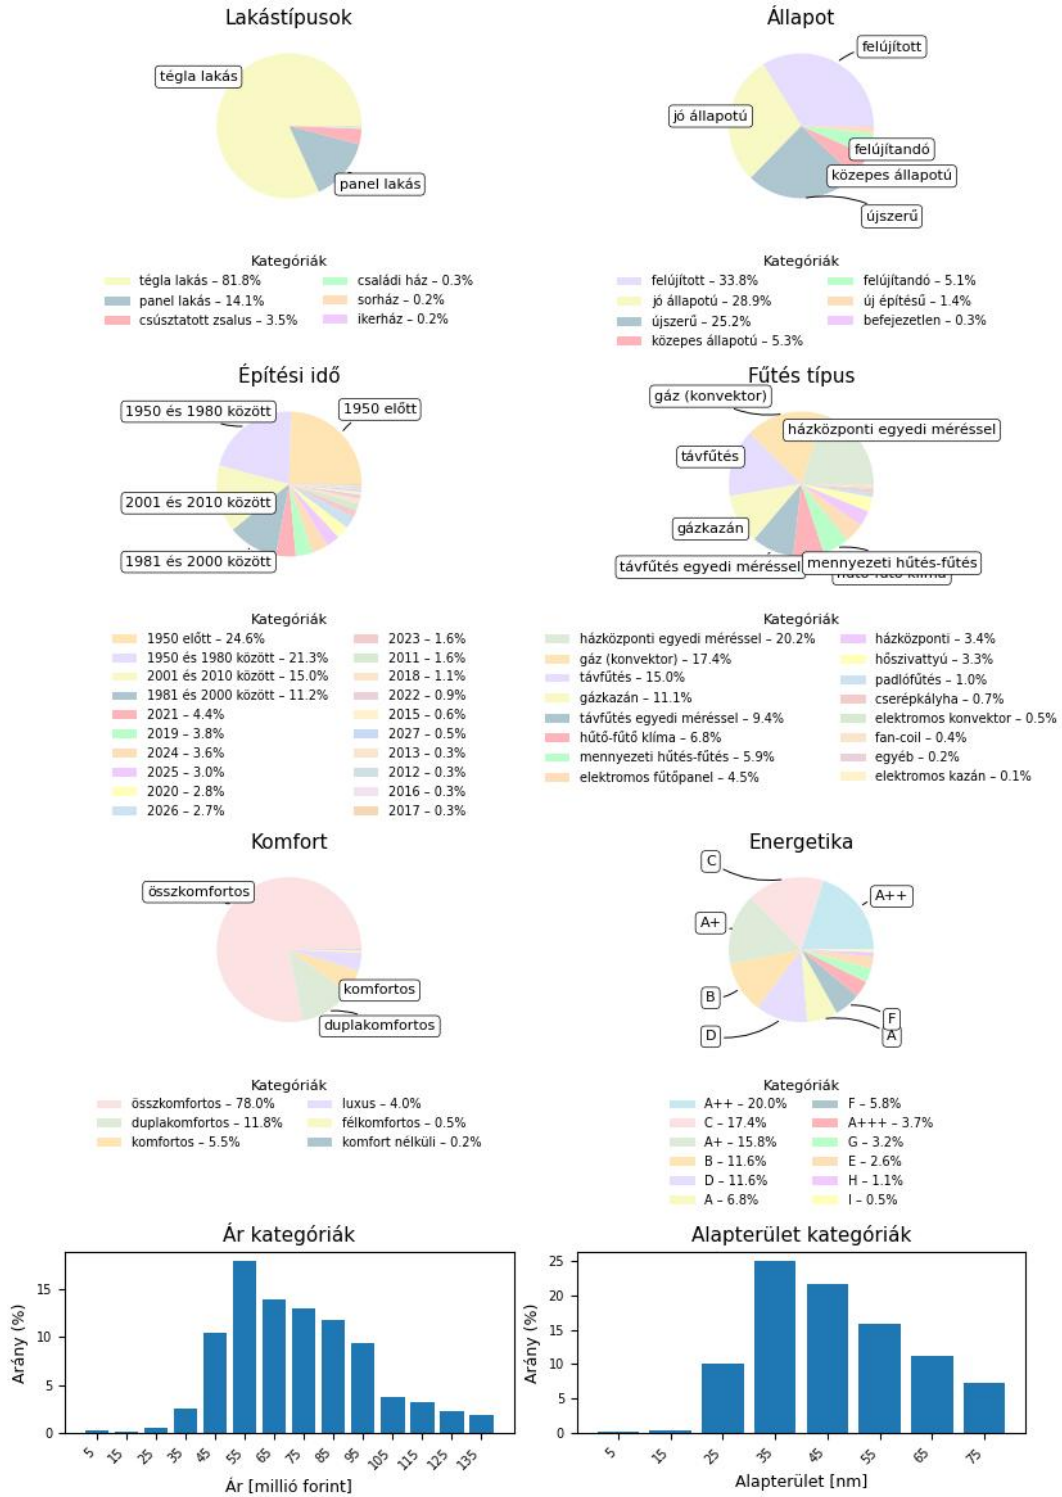 Lakástípusok
tégla lakás
panel lakás
Kategóriák
tégla lakás – 81.8%
panel lakás – 14.1%
csúsztatott zsalus – 3.5%
családi ház – 0.3%
sorház – 0.2%
ikerház – 0.2%
Állapot
felújított
jó állapotú
felújítandó
közepes állapotú
újszerű
Kategóriák
felújított – 33.8%
jó állapotú – 28.9%
újszerű – 25.2%
közepes állapotú – 5.3%
felújítandó – 5.1%
új építésű – 1.4%
befejezetlen – 0.3%
Építési idő
1950 és 1980 között
1950 előtt
2001 és 2010 között
1981 és 2000 között
Kategóriák
1950 előtt – 24.6%
1950 és 1980 között – 21.3%
2001 és 2010 között – 15.0%
1981 és 2000 között – 11.2%
2021 – 4.4%
2019 – 3.8%
2024 – 3.6%
2025 – 3.0%
2020 – 2.8%
2026 – 2.7%
2023 – 1.6%
2011 – 1.6%
2018 – 1.1%
2022 – 0.9%
2015 – 0.6%
2027 – 0.5%
2013 – 0.3%
2012 – 0.3%
2016 – 0.3%
2017 – 0.3%
Fűtés típus
gáz (konvektor)
házközponti egyedi méréssel
távfűtés
gázkazán
távfűtés egyedi méréssel
mennyezeti hűtés-fűtés
hűtő-fűtő klíma
Kategóriák
házközponti egyedi méréssel – 20.2%
gáz (konvektor) – 17.4%
távfűtés – 15.0%
gázkazán – 11.1%
távfűtés egyedi méréssel – 9.4%
hűtő-fűtő klíma – 6.8%
mennyezeti hűtés-fűtés – 5.9%
elektromos fűtőpanel – 4.5%
házközponti – 3.4%
hőszivattyú – 3.3%
padlófűtés – 1.0%
cserépkályha – 0.7%
elektromos konvektor – 0.5%
fan-coil – 0.4%
egyéb – 0.2%
elektromos kazán – 0.1%
Komfort
összkomfortos
komfortos
duplakomfortos
Kategóriák
összkomfortos – 78.0%
duplakomfortos – 11.8%
komfortos – 5.5%
luxus – 4.0%
félkomfortos – 0.5%
komfort nélküli – 0.2%
Energetika
C
A++
A+
B
F
D
A
Kategóriák
A++ – 20.0%
C – 17.4%
A+ – 15.8%
B – 11.6%
D – 11.6%
A – 6.8%
F – 5.8%
A+++ – 3.7%
G – 3.2%
E – 2.6%
H – 1.1%
I – 0.5%
Ár kategóriák
Arány (%)
15
10
5
0
5 15 25 35 45 55 65 75 85 95 105 115 125 135
Ár [millió forint]
Alapterület kategóriák
Arány (%)
25
20
15
10
5
0
5 15 25 35 45 55 65 75
Alapterület [nm]